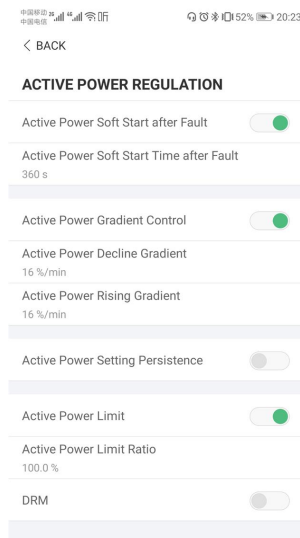 中国移动 26 46
中国电信
52% 20:23
< BACK
ACTIVE POWER REGULATION
Active Power Soft Start after Fault
Active Power Soft Start Time after Fault
360 s
Active Power Gradient Control
Active Power Decline Gradient
16 %/min
Active Power Rising Gradient
16 %/min
Active Power Setting Persistence
Active Power Limit
Active Power Limit Ratio
100.0 %
DRM